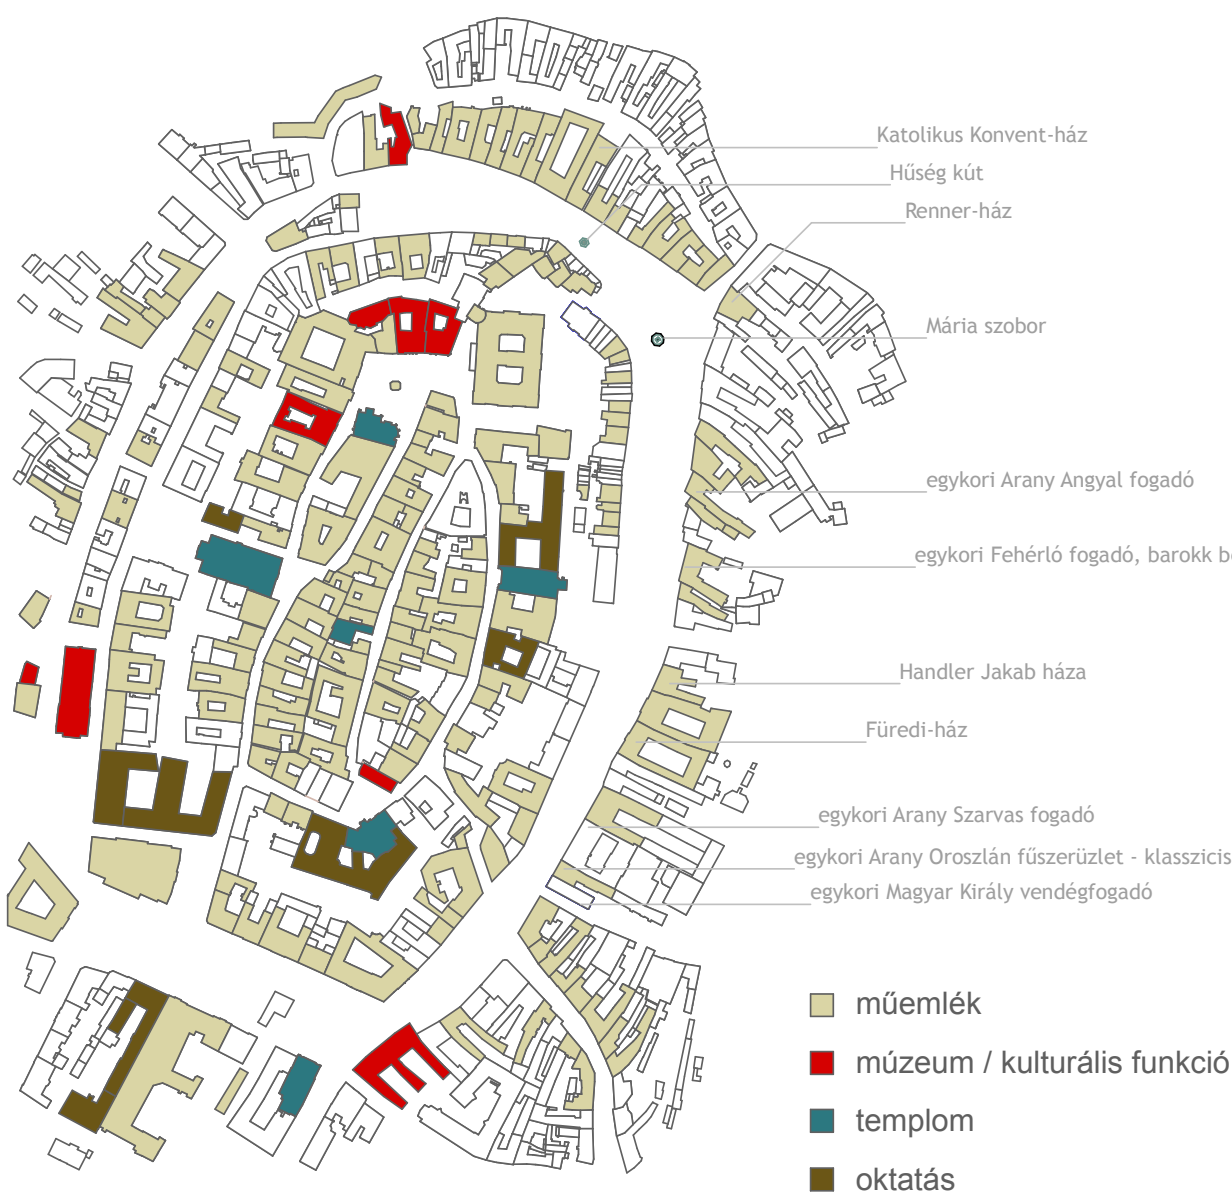 Katolikus Konvent-ház
Hűség kút
Renner-ház
Mária szobor
egykori Arany Angyal fogadó
egykori Fehérló fogadó, barokk b
Handler Jakab háza
Füredi-ház
egykori Arany Szarvas fogadó
egykori Arany Oroszlán fűszerüzlet - klasszicis
egykori Magyar Király vendégfogadó
műemlék
múzeum / kulturális funkció
templom
oktatás